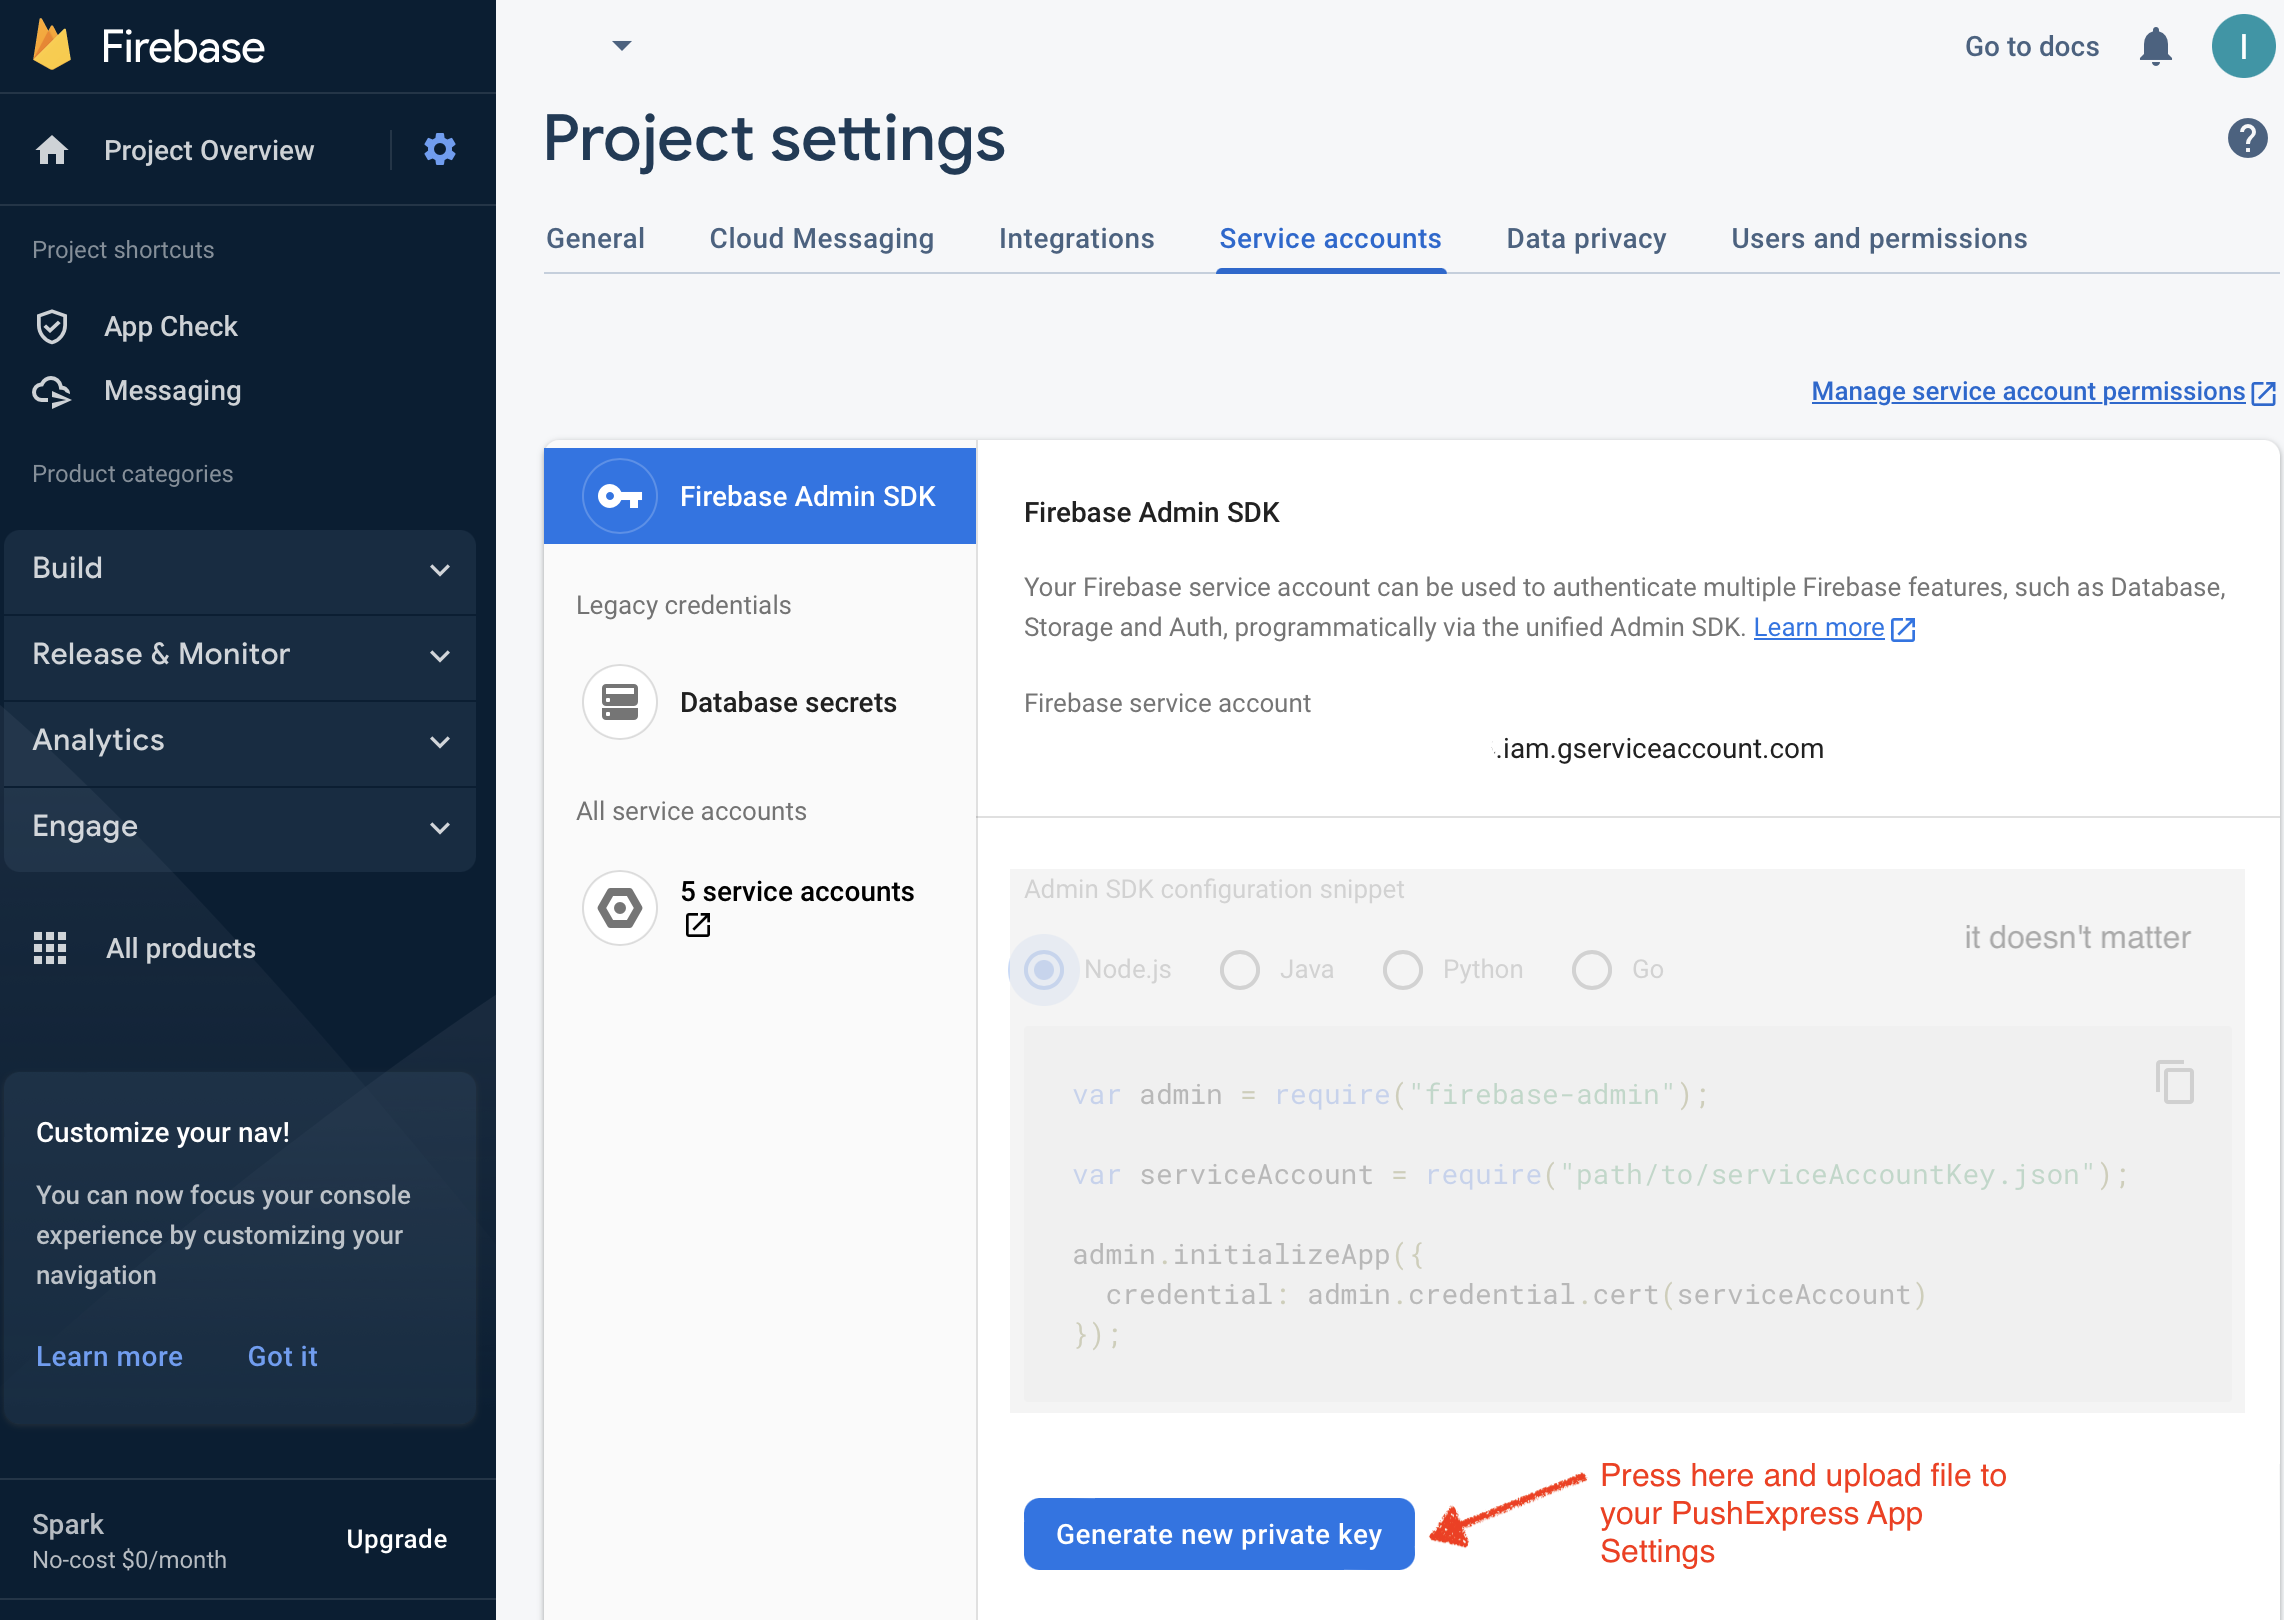 Firebase
Go to docs
I
Project Overview
Project settings
?
General Cloud Messaging Integrations Service accounts Data privacy Users and permissions
Project shortcuts
App Check
Messaging
Product categories
Build
Release & Monitor
Analytics
Engage
All products
Customize your nav!
You can now focus your console
experience by customizing your
navigation
Learn more Got it
Spark
No-cost $0/month
Upgrade
Manage service account permissions
Firebase Admin SDK
Legacy credentials
Database secrets
All service accounts
5 service accounts
Firebase Admin SDK
Your Firebase service account can be used to authenticate multiple Firebase features, such as Database,
Storage and Auth, programmatically via the unified Admin SDK. Learn more
Firebase service account
.iam.gserviceaccount.com
Admin SDK configuration snippet
it doesn't matter
Node.js Java Python Go
var admin = require("firebase-admin");
var serviceAccount = require("path/to/serviceAccountKey.json");
admin.initializeApp({
  credential: admin.credential.cert(serviceAccount)
});
Generate new private key
Press here and upload file to
your PushExpress App
Settings